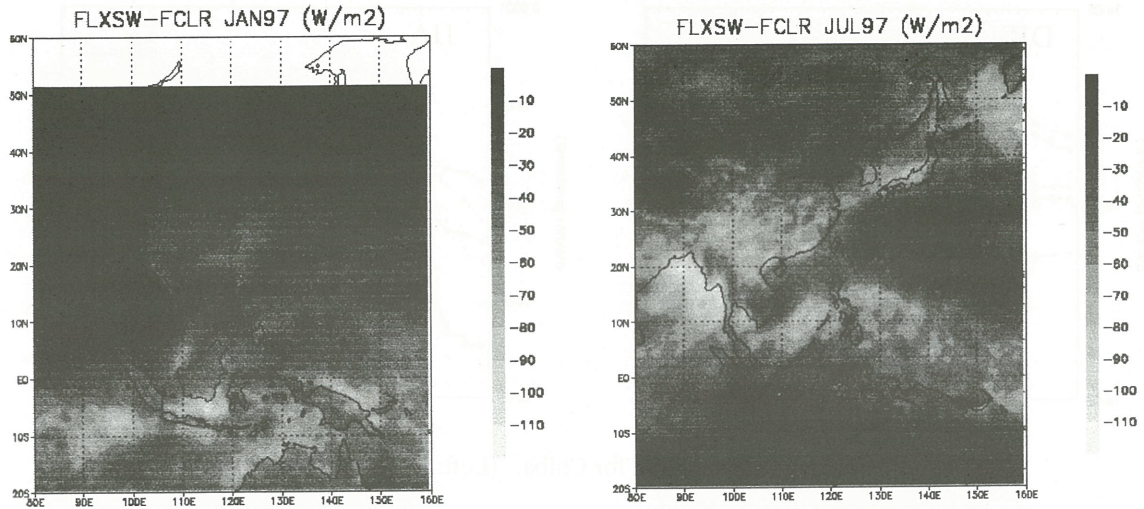 FLXSW-FCLR JAN97 (W/m2)
60N
50N
40N
30N
20N
10N
EQ
10S
20S
80E 90E 100E 110E 120E 130E 140E 150E 160E
-10
-20
-30
-40
-50
-60
-70
-80
-90
-100
-110
FLXSW-FCLR JUL97 (W/m2)
60N
50N
40N
30N
20N
10N
EQ
10S
20S
80E 90E 100E 110E 120E 130E 140E 150E 160E
-10
-20
-30
-40
-50
-60
-70
-80
-90
-100
-110